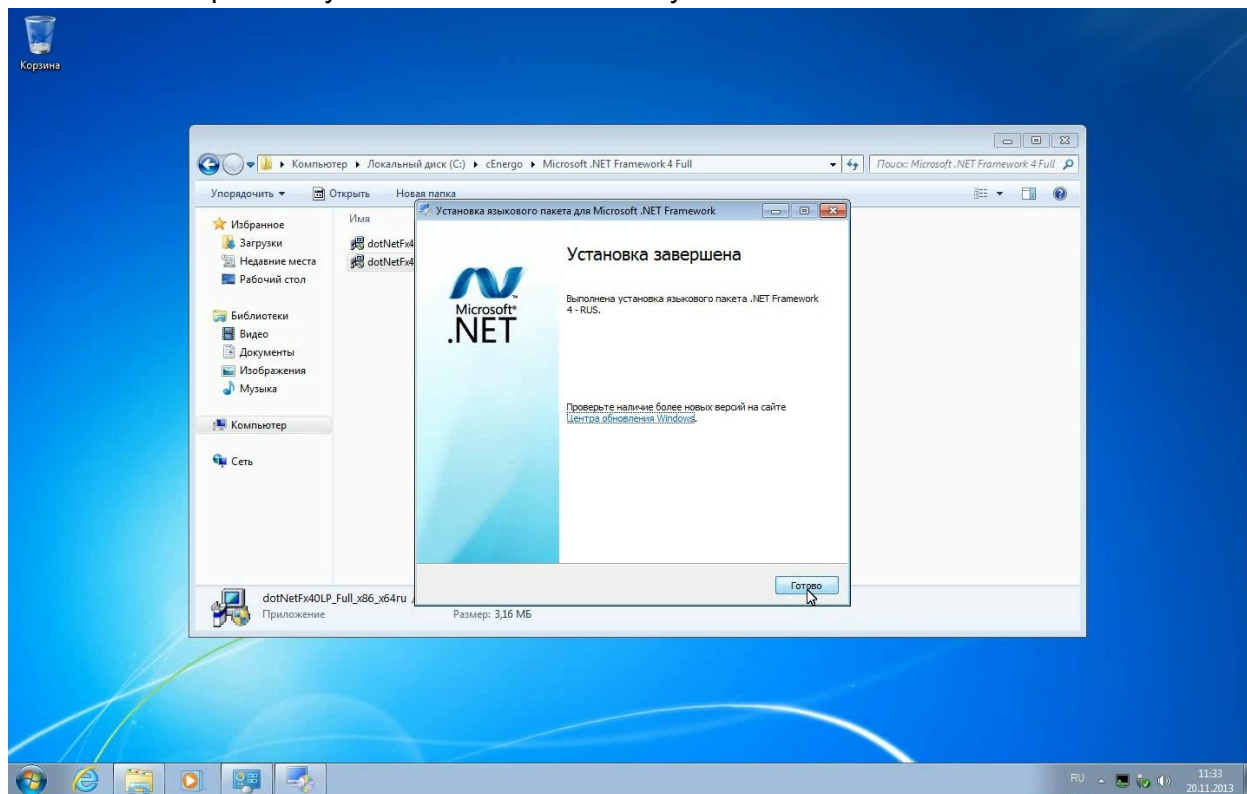 Корзина
Компьютер ▸ Локальный диск (C:) ▸ cEnergo ▸ Microsoft .NET Framework 4 Full
Поиск: Microsoft .NET Framework 4 Full
Упорядочить
Открыть
Новая папка
Установка языкового пакета для Microsoft .NET Framework
Избранное
Загрузки
Недавние места
Рабочий стол
Библиотеки
Видео
Документы
Изображения
Музыка
Компьютер
Сеть
Имя
dotNetFx4
dotNetFx4
Microsoft®
.NET
Установка завершена
Выполнена установка языкового пакета .NET Framework
4 - RUS.
Проверьте наличие более новых версий на сайте
Центра обновления Windows.
Готово
dotNetFx40LP_Full_x86_x64ru
Приложение
Размер: 3,16 МБ
RU
11:33
20.11.2013